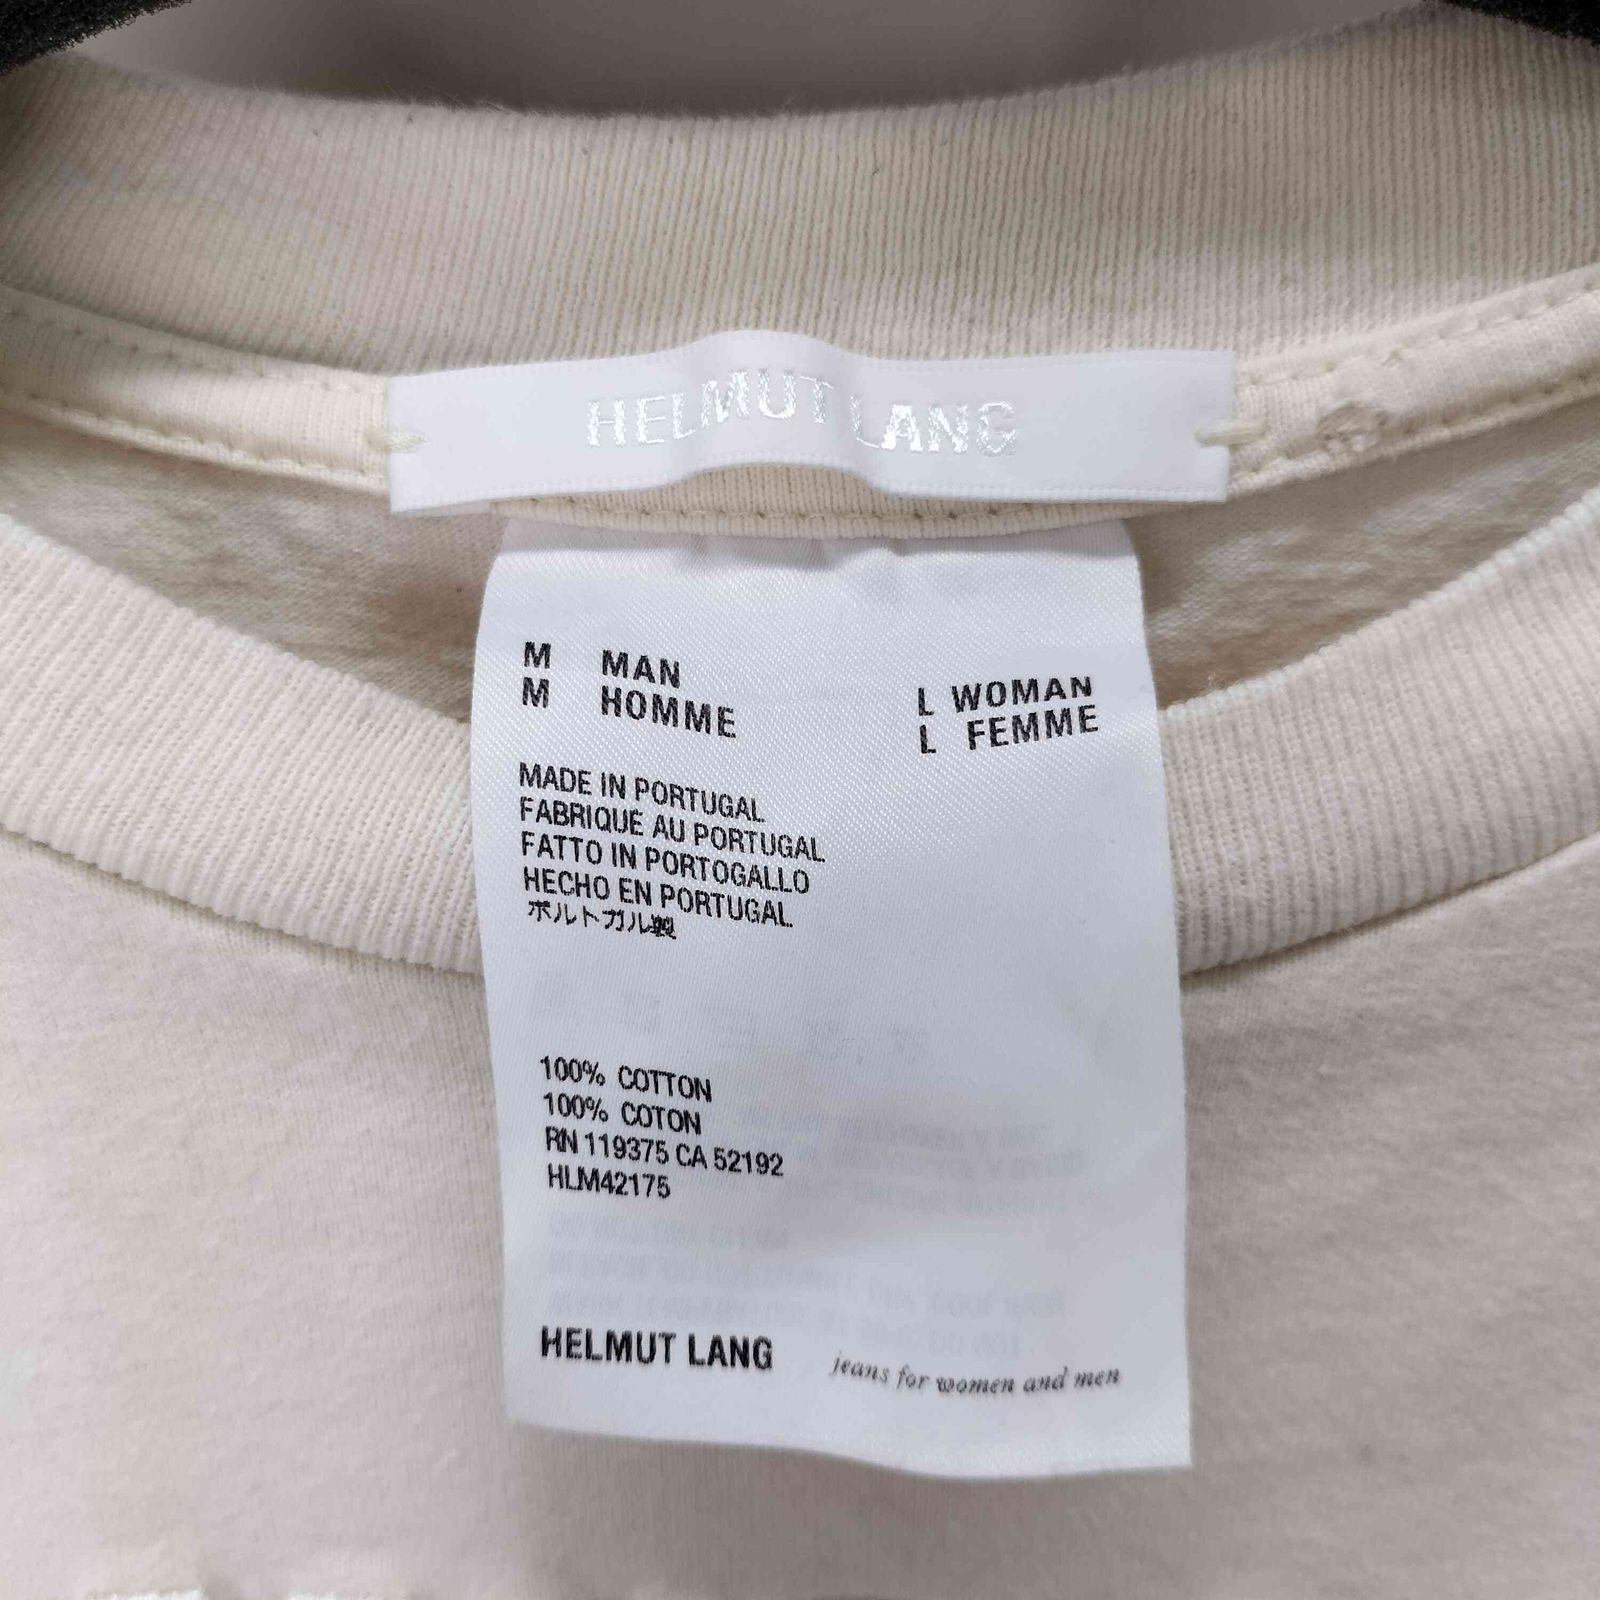 HELMUT LANG
M MAN
M HOMME
L WOMAN
L FEMME
MADE IN PORTUGAL
FABRIQUÉ AU PORTUGAL
FATTO IN PORTOGALLO
HECHO EN PORTUGAL
ポルトガル製
100% COTTON
100% COTON
RN 119375 CA 52192
HLM42175
HELMUT LANG
jeans for women and men